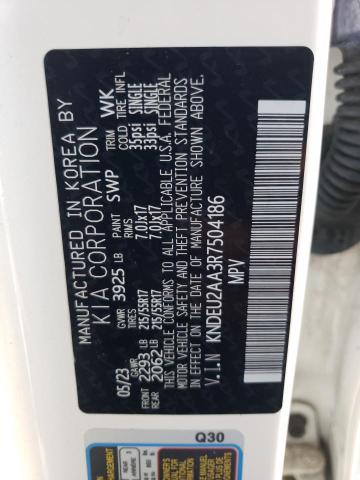 MANUFACTURED IN KOREA BY
KIA CORPORATION
05/23 GVWR 3925 LB SWP TRIM WK
GAWR TIRES RIMS COLD TIRE INFL
FRONT 2293 LB 215/55R17 7.0Jx17 35psi SINGLE
REAR 2062 LB 215/55R17 7.0Jx17 33psi SINGLE
THIS VEHICLE CONFORMS TO ALL APPLICABLE U.S.A. FEDERAL
MOTOR VEHICLE SAFETY AND THEFT PREVENTION STANDARDS
IN EFFECT ON THE DATE OF MANUFACTURE SHOWN ABOVE.
V.I.N KNDEU2AA3R7504186
MPV
Q30